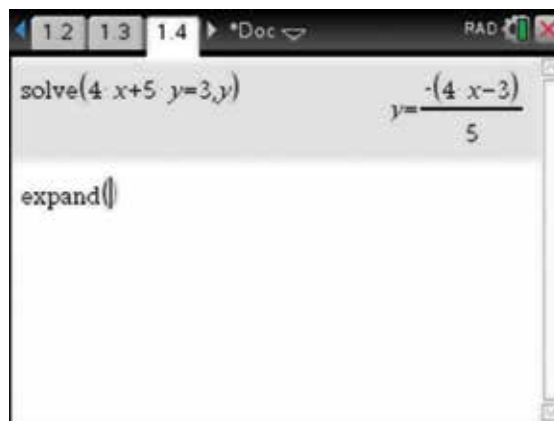 1.2 1.3 1.4 *Doc RAD
solve(4 x+5 y=3,y) y=-(4 x-3)/5
expand()